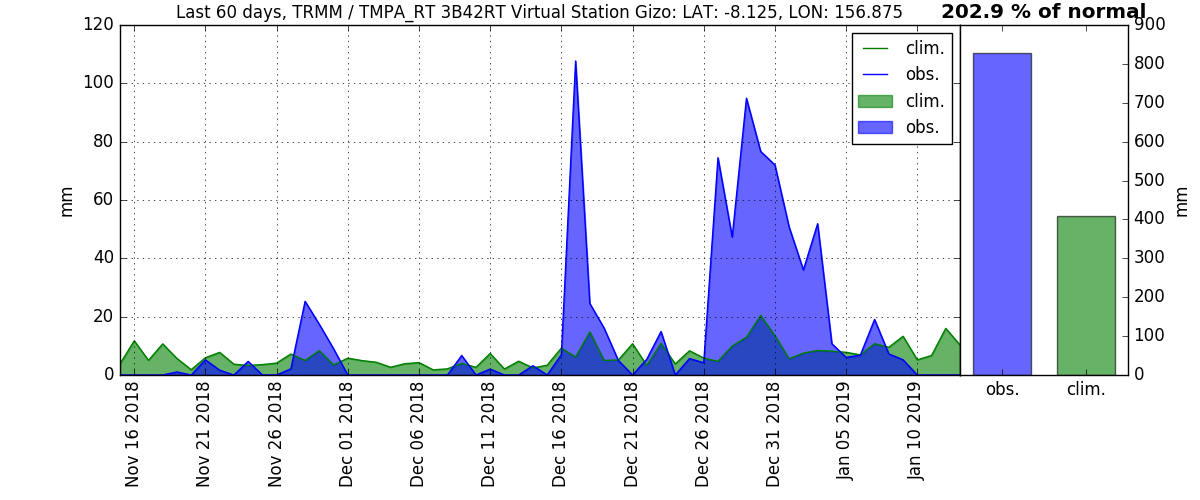 Last 60 days, TRMM / TMPA_RT 3B42RT Virtual Station Gizo: LAT: -8.125, LON: 156.875
202.9 % of normal
120
100
80
60
40
20
0
mm
clim.
obs.
clim.
obs.
Nov 16 2018
Nov 21 2018
Nov 26 2018
Dec 01 2018
Dec 06 2018
Dec 11 2018
Dec 16 2018
Dec 21 2018
Dec 26 2018
Dec 31 2018
Jan 05 2019
Jan 10 2019
900
800
700
600
500
400
300
200
100
0
mm
obs.
clim.